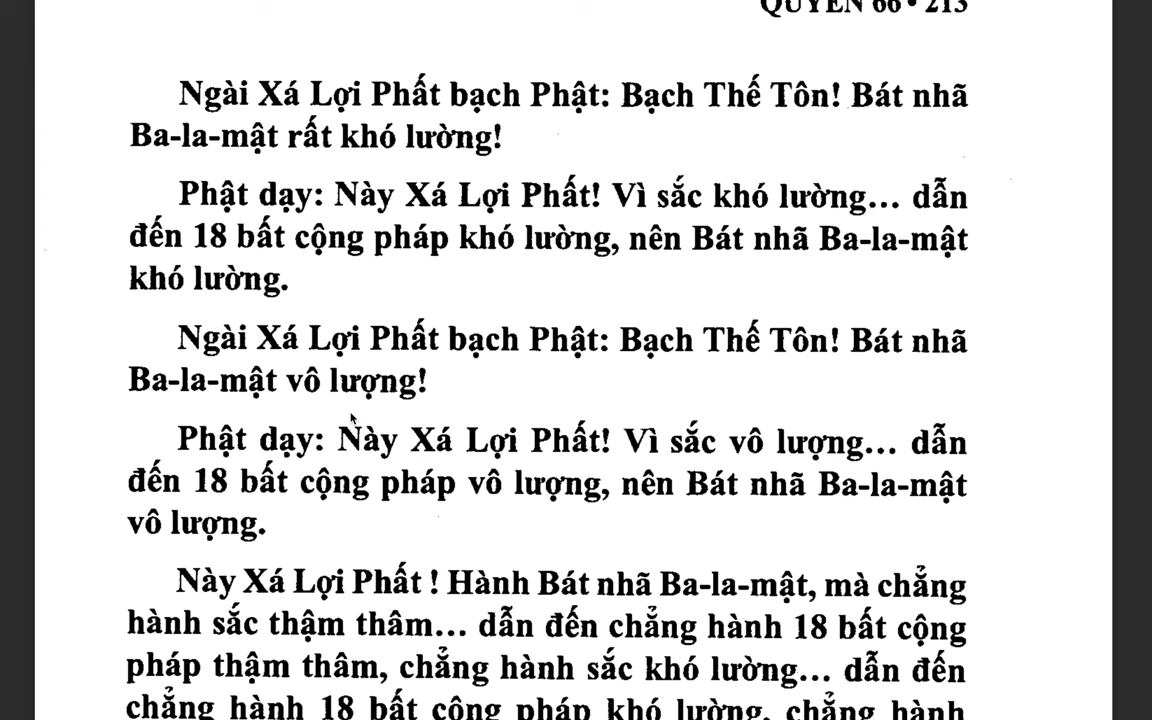 QUYỂN 66 • 213
Ngài Xá Lợi Phất bạch Phật: Bạch Thế Tôn! Bát nhã
Ba-la-mật rất khó lường!
Phật dạy: Này Xá Lợi Phất! Vì sắc khó lường... dẫn
đến 18 bất cộng pháp khó lường, nên Bát nhã Ba-la-mật
khó lường.
Ngài Xá Lợi Phất bạch Phật: Bạch Thế Tôn! Bát nhã
Ba-la-mật vô lượng!
Phật dạy: Này Xá Lợi Phất! Vì sắc vô lượng... dẫn
đến 18 bất cộng pháp vô lượng, nên Bát nhã Ba-la-mật
vô lượng.
Này Xá Lợi Phất ! Hành Bát nhã Ba-la-mật, mà chẳng
hành sắc thậm thâm... dẫn đến chẳng hành 18 bất cộng
pháp thậm thâm, chẳng hành sắc khó lường... dẫn đến
chẳng hành 18 bất cộng pháp khó lường, chẳng hành